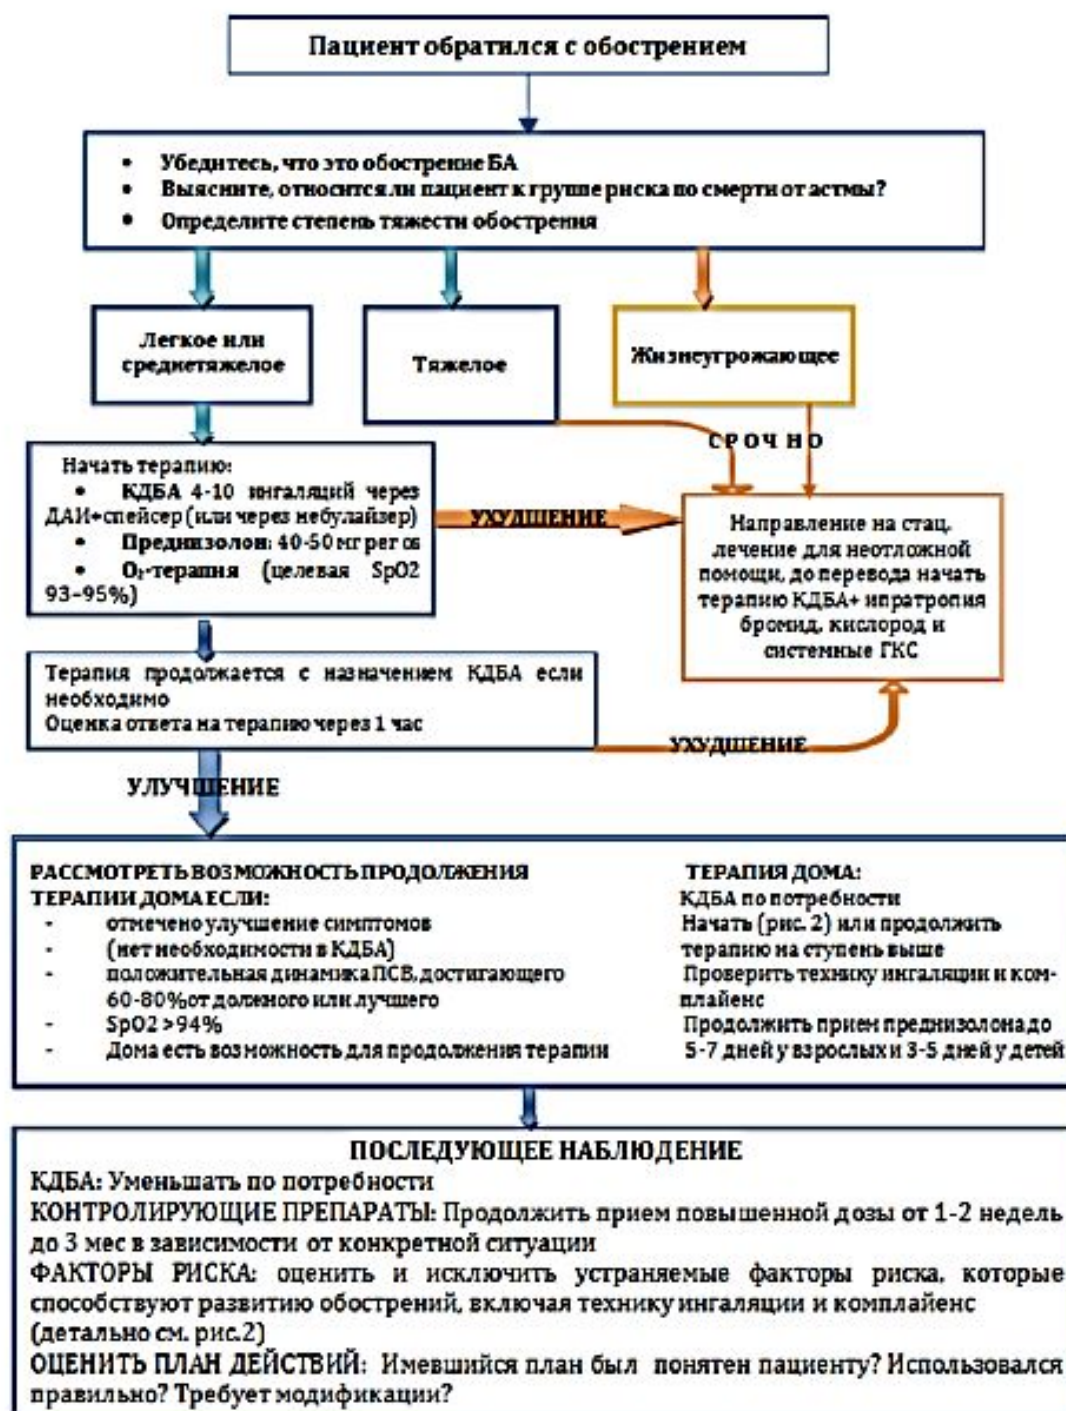 Пациент обратился с обострением
• Убедитесь, что это обострение БА
• Выясните, относится ли пациент к группе риска по смерти от астмы?
• Определите степень тяжести обострения
Легкое или
среднетяжелое
Тяжелое
Жизнеугрожающее
СРОЧНО
Начать терапию:
• КДБА 4-10 ингаляций через
ДАИ+спейсер (или через небулайзер)
• Преднизолон: 40-50 мг per os
• О₂-терапия (целевая SpO2
93-95%)
УХУДШЕНИЕ
Направление на стац.
лечение для неотложной
помощи, до перевода начать
терапию КДБА+ ипратропия
бромид, кислород и
системные ГКС
Терапия продолжается с назначением КДБА если
необходимо
Оценка ответа на терапию через 1 час
УХУДШЕНИЕ
УЛУЧШЕНИЕ
РАССМОТРЕТЬ ВОЗМОЖНОСТЬ ПРОДОЛЖЕНИЯ
ТЕРАПИИ ДОМА ЕСЛИ:
- отмечено улучшение симптомов
- (нет необходимости в КДБА)
- положительная динамика ПСВ, достигающего
60-80% от должного или лучшего
- SpO2 >94%
- Дома есть возможность для продолжения терапии
ТЕРАПИЯ ДОМА:
КДБА по потребности
Начать (рис. 2) или продолжить
терапию на ступень выше
Проверить технику ингаляции и ком-
плайенс
Продолжить прием преднизолона до
5-7 дней у взрослых и 3-5 дней у детей
ПОСЛЕДУЮЩЕЕ НАБЛЮДЕНИЕ
КДБА: Уменьшать по потребности
КОНТРОЛИРУЮЩИЕ ПРЕПАРАТЫ: Продолжить прием повышенной дозы от 1-2 недель
до 3 мес в зависимости от конкретной ситуации
ФАКТОРЫ РИСКА: оценить и исключить устраняемые факторы риска, которые
способствуют развитию обострений, включая технику ингаляции и комплайенс
(детально см. рис.2)
ОЦЕНИТЬ ПЛАН ДЕЙСТВИЙ: Имевшийся план был понятен пациенту? Использовался
правильно? Требует модификации?